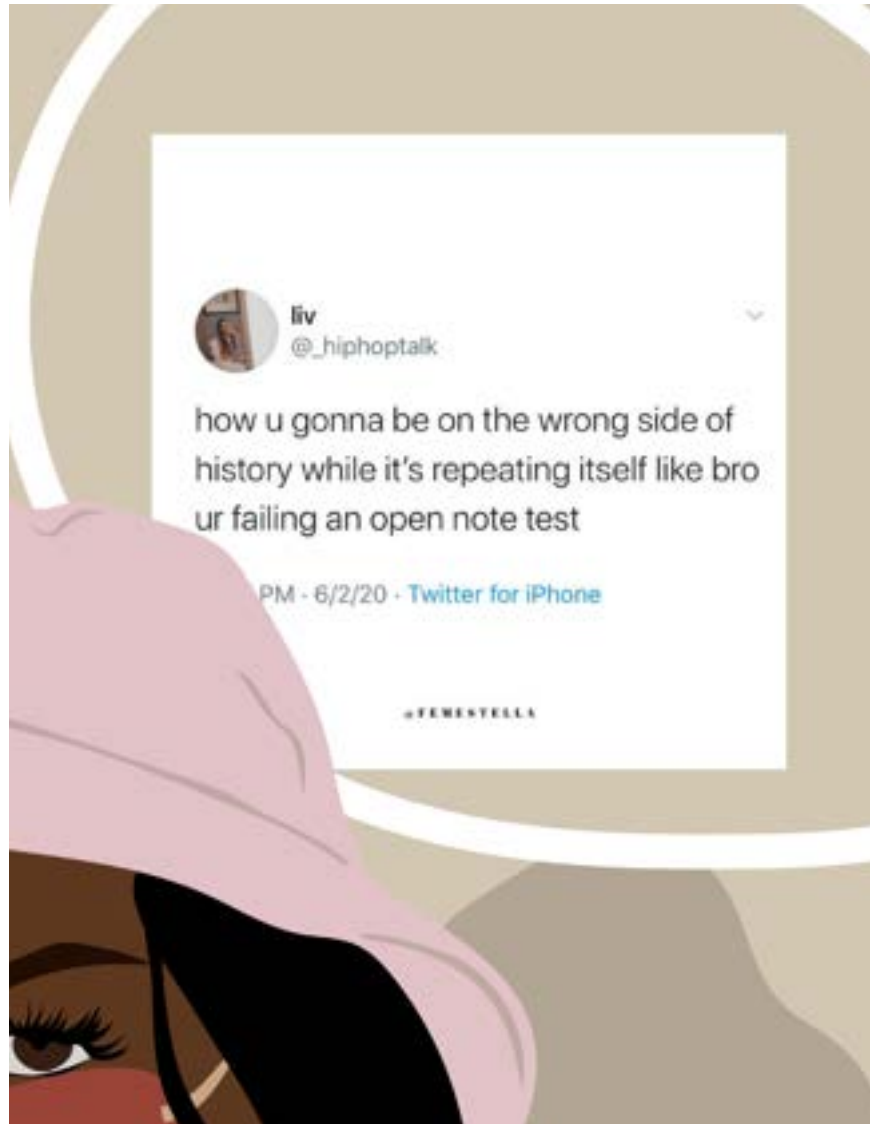 liv
@_hiphoptalk
how u gonna be on the wrong side of
history while it's repeating itself like bro
ur failing an open note test
PM · 6/2/20 · Twitter for iPhone
@FEMESTELLA